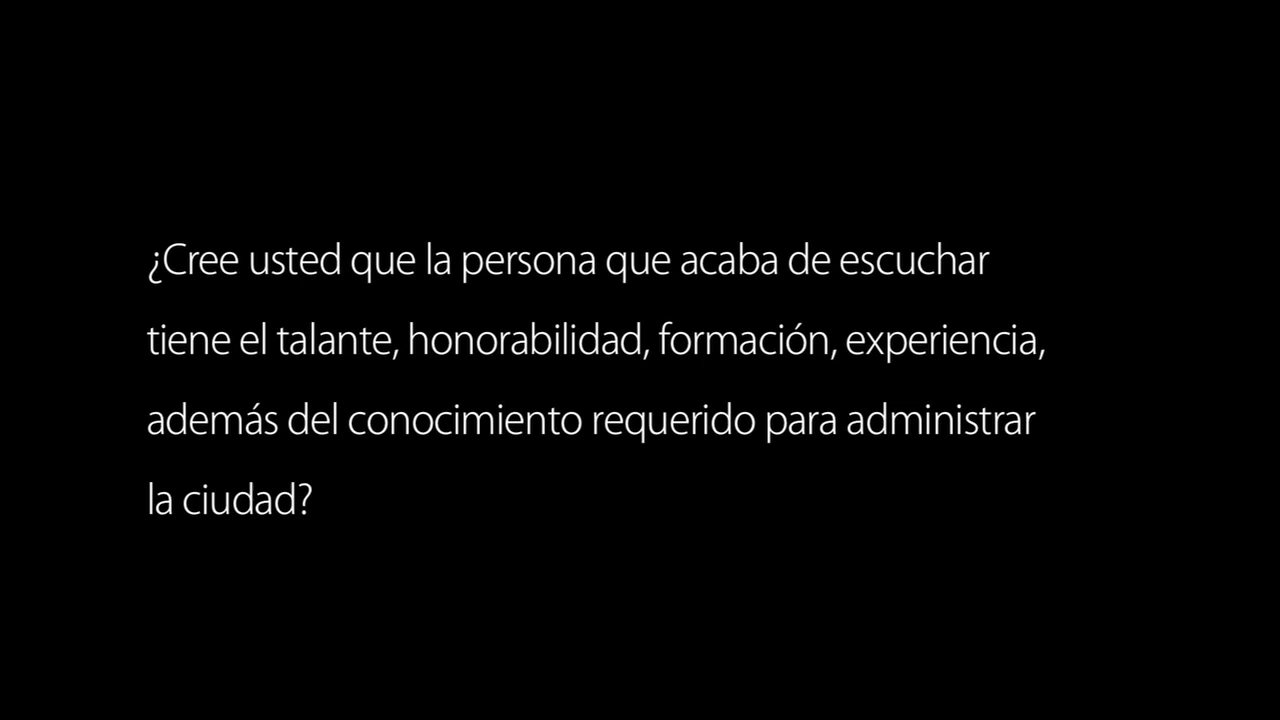 ¿Cree usted que la persona que acaba de escuchar
tiene el talante, honorabilidad, formación, experiencia,
además del conocimiento requerido para administrar
la ciudad?